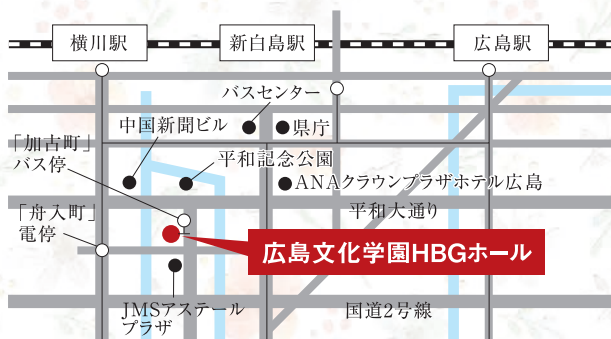 横川駅
新白島駅
広島駅
バスセンター
中国新聞ビル
県庁
「加古町」
バス停
平和記念公園
ANAクラウンプラザホテル広島
「舟入町」
電停
平和大通り
広島文化学園HBGホール
JMSアステール
プラザ
国道2号線